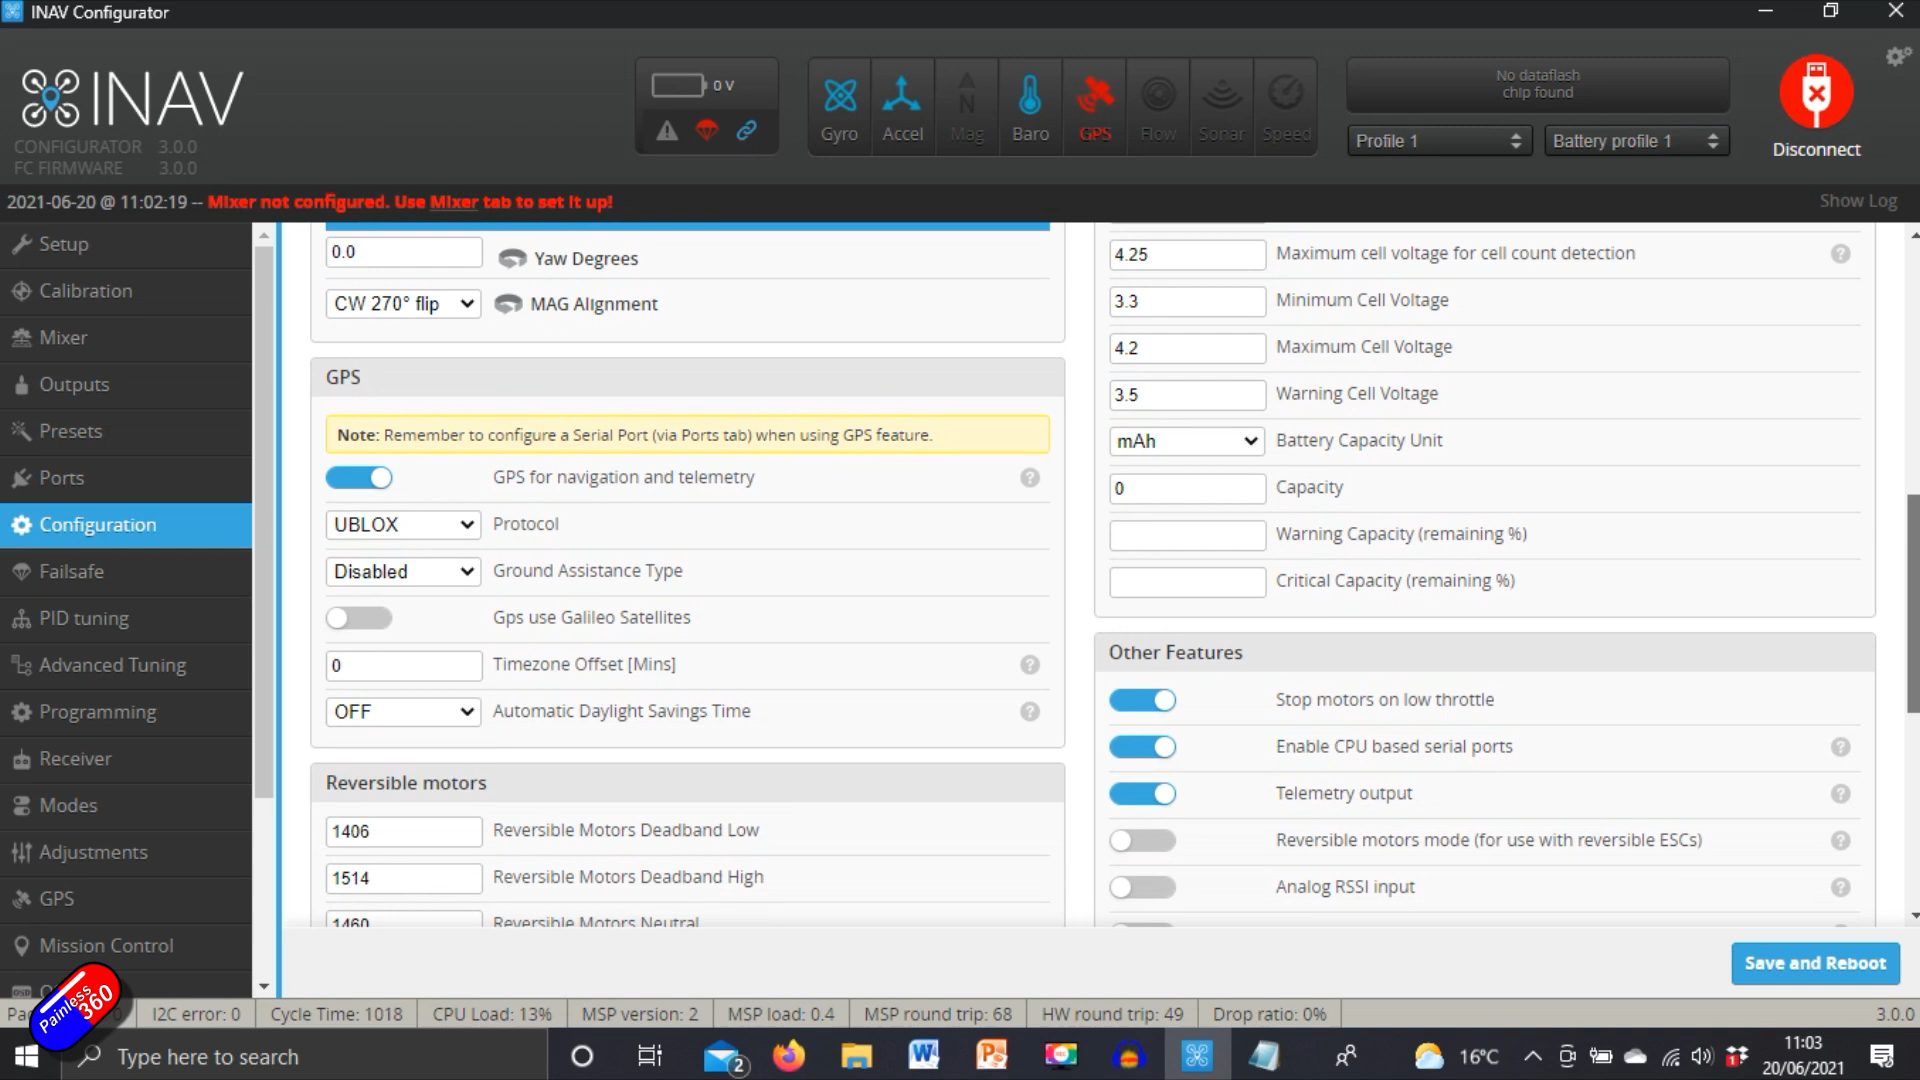 INAV Configurator
INAV
CONFIGURATOR 3.0.0
FC FIRMWARE 3.0.0
0 V
Gyro
Accel
Mag
Baro
GPS
Flow
Sonar
Speed
No dataflash
chip found
Profile 1
Battery profile 1
Disconnect
2021-06-20 @ 11:02:19 -- Mixer not configured. Use Mixer tab to set it up!
Show Log
Setup
Calibration
Mixer
Outputs
Presets
Ports
Configuration
Failsafe
PID tuning
Advanced Tuning
Programming
Receiver
Modes
Adjustments
GPS
Mission Control
0.0 Yaw Degrees
CW 270° flip MAG Alignment
GPS
Note: Remember to configure a Serial Port (via Ports tab) when using GPS feature.
GPS for navigation and telemetry
UBLOX Protocol
Disabled Ground Assistance Type
Gps use Galileo Satellites
0 Timezone Offset [Mins]
OFF Automatic Daylight Savings Time
Reversible motors
1406 Reversible Motors Deadband Low
1514 Reversible Motors Deadband High
1460 Reversible Motors Neutral
4.25 Maximum cell voltage for cell count detection
3.3 Minimum Cell Voltage
4.2 Maximum Cell Voltage
3.5 Warning Cell Voltage
mAh Battery Capacity Unit
0 Capacity
Warning Capacity (remaining %)
Critical Capacity (remaining %)
Other Features
Stop motors on low throttle
Enable CPU based serial ports
Telemetry output
Reversible motors mode (for use with reversible ESCs)
Analog RSSI input
Save and Reboot
Painless360
I2C error: 0
Cycle Time: 1018
CPU Load: 13%
MSP version: 2
MSP load: 0.4
MSP round trip: 68
HW round trip: 49
Drop ratio: 0%
3.0.0
Type here to search
2
16°C
11:03
20/06/2021